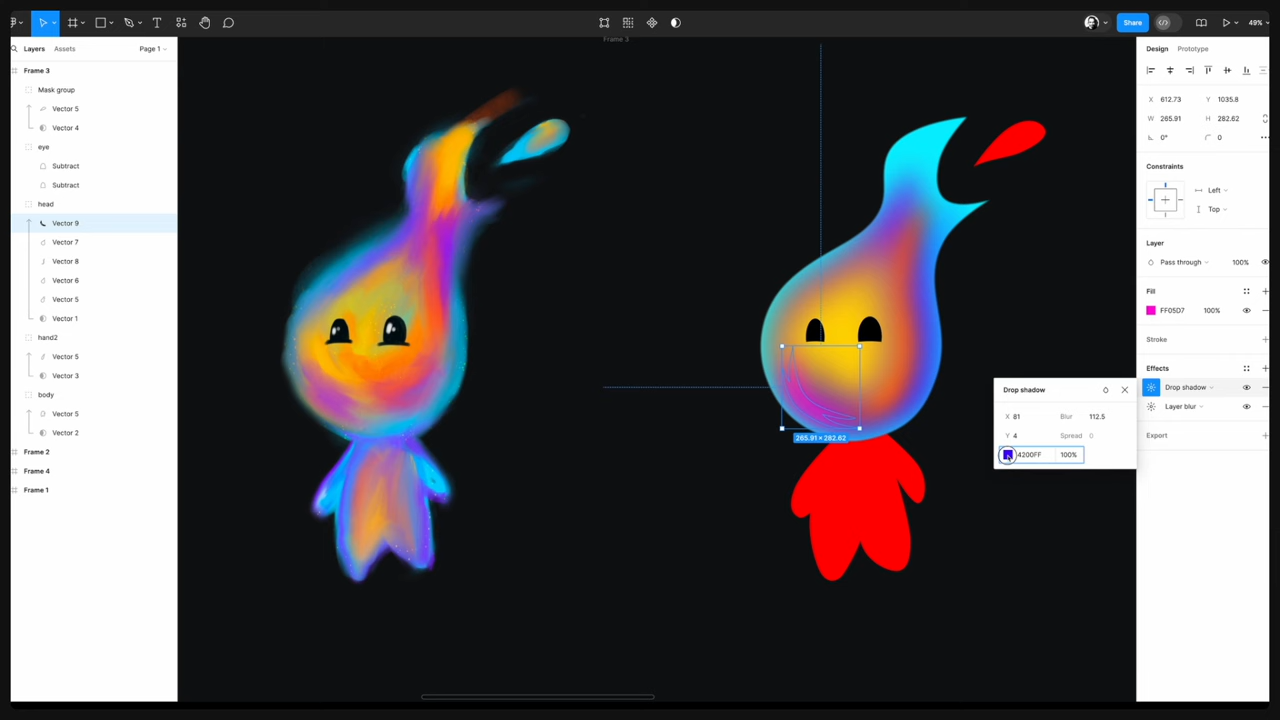 T
Share
49%
Layers Assets Page 1
Frame 3
Mask group
Vector 5
Vector 4
eye
Subtract
Subtract
head
Vector 9
Vector 7
Vector 8
Vector 6
Vector 5
Vector 1
hand2
Vector 5
Vector 3
body
Vector 5
Vector 2
Frame 2
Frame 4
Frame 1
Frame 3
265.91 × 282.62
Drop shadow
X 81 Blur 112.5
Y 4 Spread 0
4200FF 100%
Design Prototype
X 612.73 Y 1035.8
W 265.91 H 282.62
0° 0
Constraints
Left
Top
Layer
Pass through 100%
Fill
FF05D7 100%
Stroke
Effects
Drop shadow
Layer blur
Export